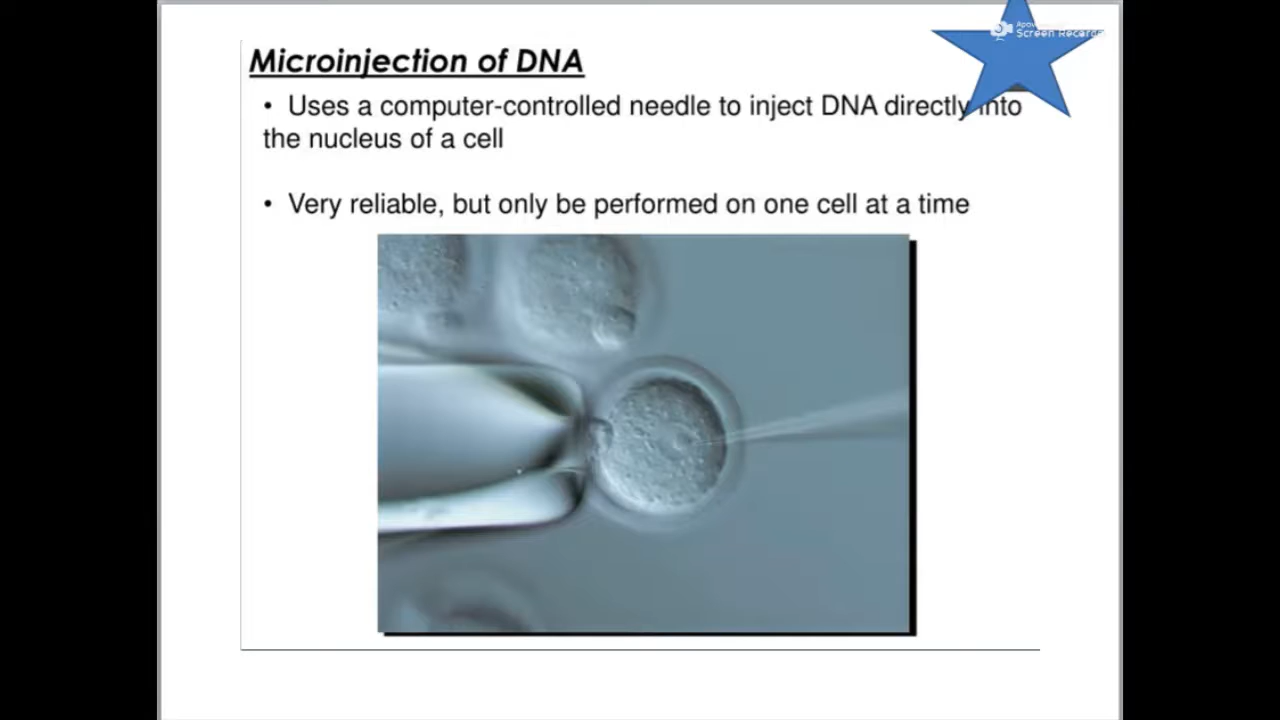 Screen Recorder
Microinjection of DNA
• Uses a computer-controlled needle to inject DNA directly into
the nucleus of a cell
• Very reliable, but only be performed on one cell at a time